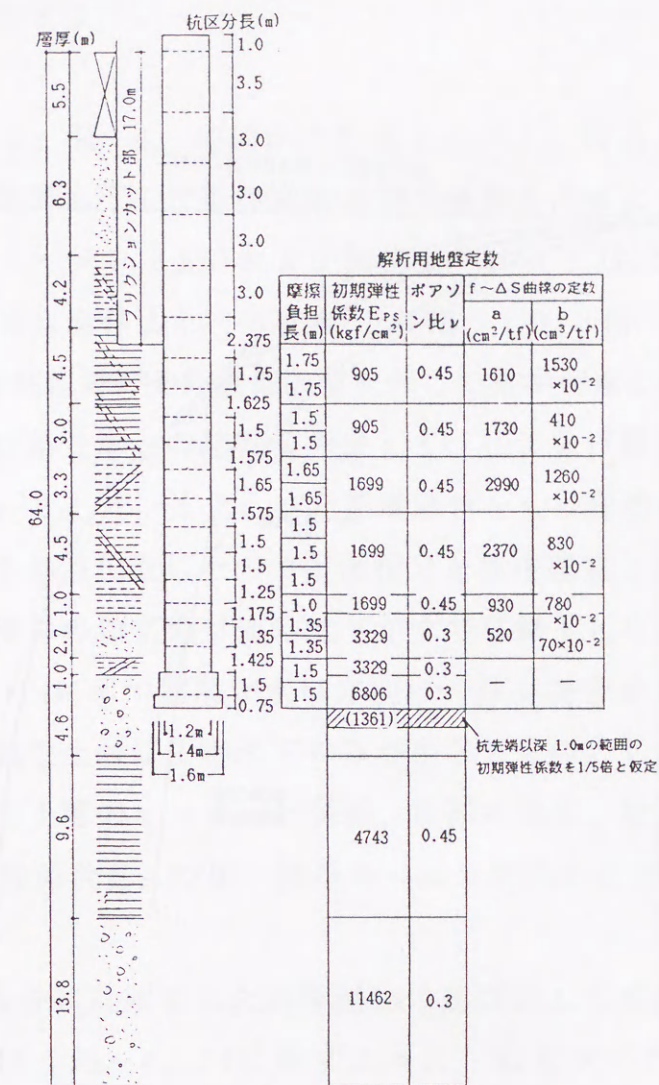 杭区分長(m)
層厚(m)
64.0
5.5
6.3
4.2
4.5
3.0
3.3
4.5
1.0
2.7
1.0
4.6
9.6
13.8
フリクションカット部 17.0m
1.0
3.5
3.0
3.0
3.0
3.0
2.375
1.75
1.625
1.5
1.575
1.65
1.575
1.5
1.5
1.25
1.175
1.35
1.425
1.5
0.75
1.2m
1.4m
1.6m
解析用地盤定数
摩擦負担長(m) 初期弾性係数EPS(kgf/cm²) ポアソン比ν f～△S曲線の定数
a(cm²/tf) b(cm³/tf)
1.75 905 0.45 1610 1530×10⁻²
1.75
1.5 905 0.45 1730 410×10⁻²
1.5
1.65 1699 0.45 2990 1260×10⁻²
1.65
1.5
1.5 1699 0.45 2370 830×10⁻²
1.5
1.0 1699 0.45 930 780×10⁻²
1.35 3329 0.3 520 70×10⁻²
1.35
1.5 3329 0.3 — —
1.5 6806 0.3
(1361)
杭先端以深 1.0mの範囲の
初期弾性係数を1/5倍と仮定
4743 0.45
11462 0.3